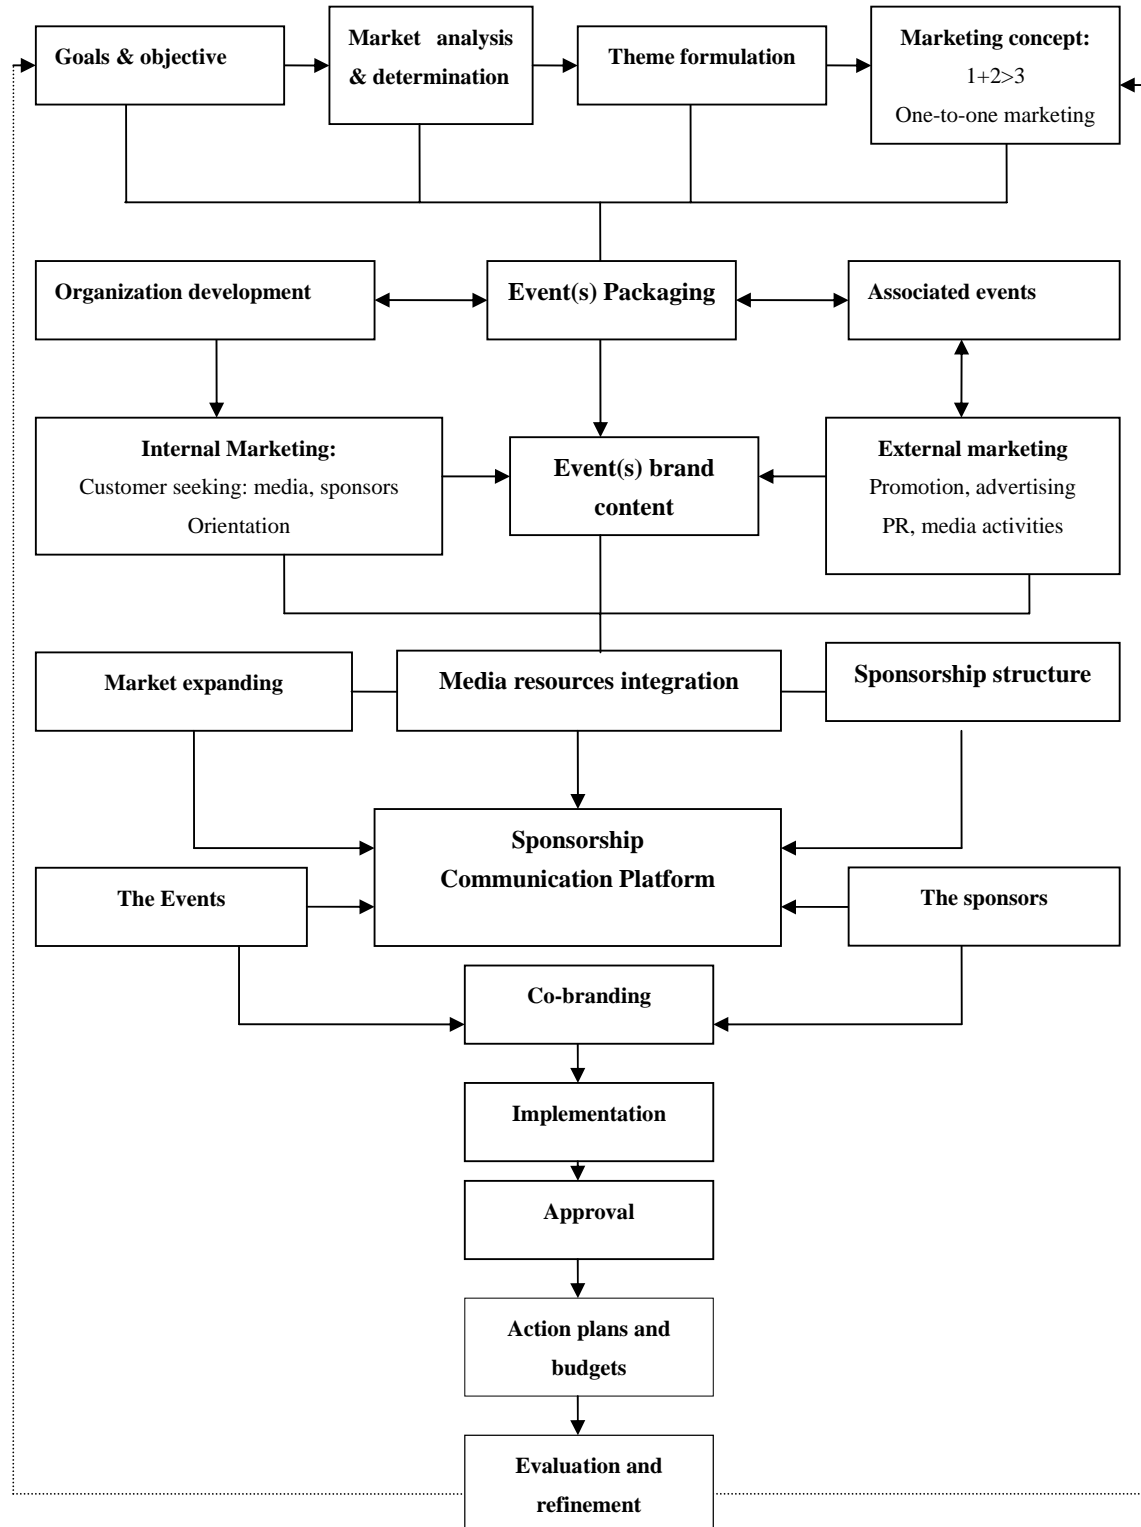 Goals & objective
Market analysis
& determination
Theme formulation
Marketing concept:
1+2>3
One-to-one marketing
Organization development
Event(s) Packaging
Associated events
Internal Marketing:
Customer seeking: media, sponsors
Orientation
Event(s) brand
content
External marketing
Promotion, advertising
PR, media activities
Market expanding
Media resources integration
Sponsorship structure
Sponsorship
Communication Platform
The Events
The sponsors
Co-branding
Implementation
Approval
Action plans and
budgets
Evaluation and
refinement